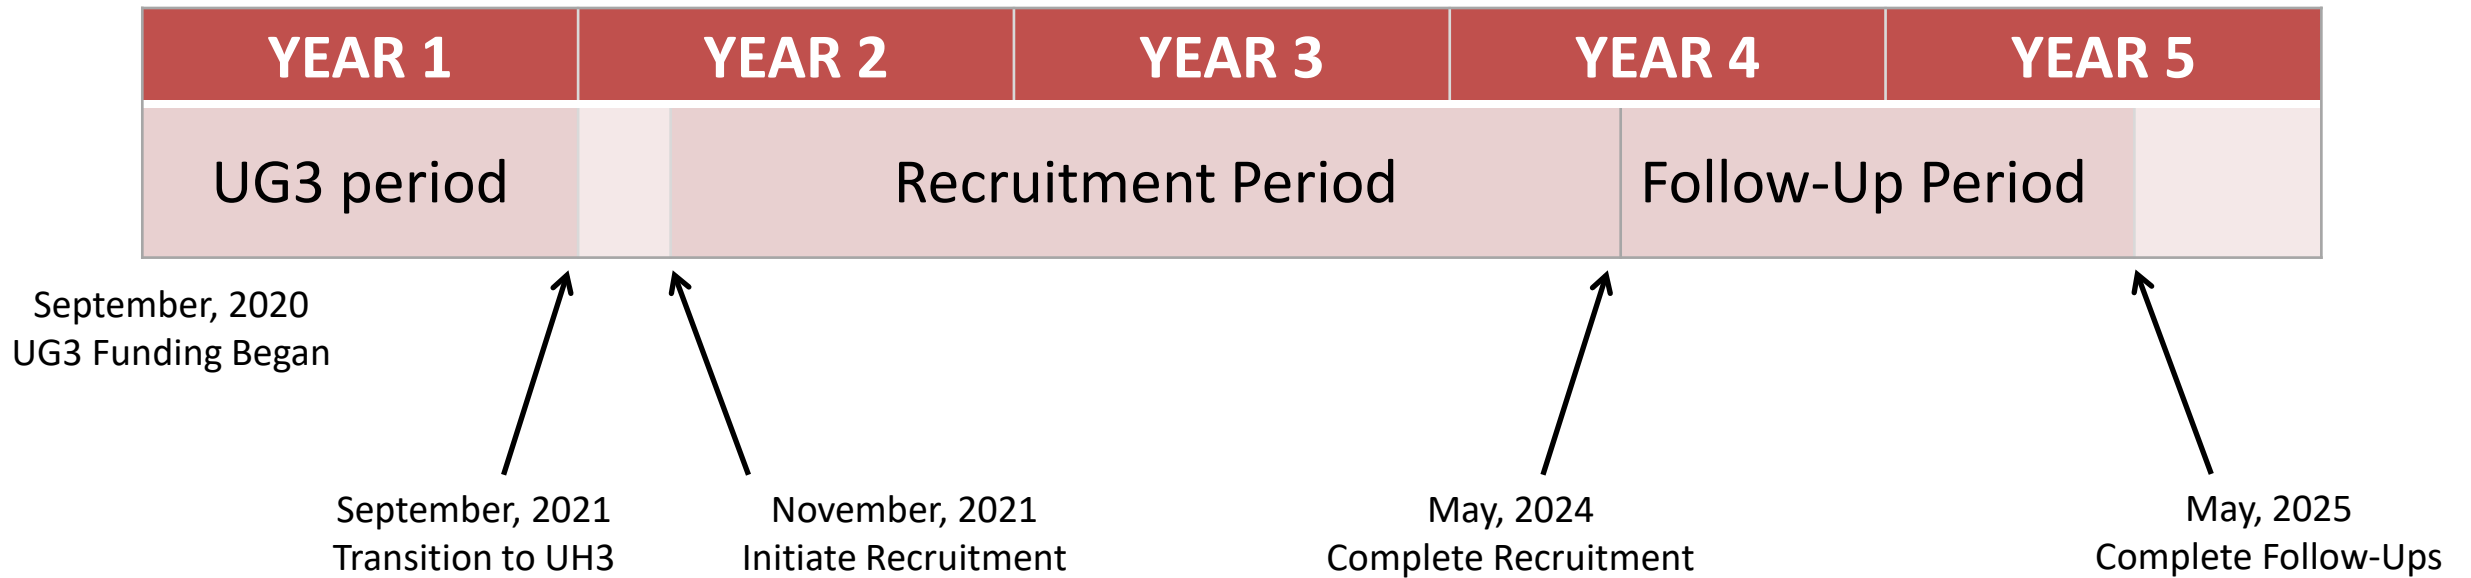 YEAR 1
YEAR 2
YEAR 3
YEAR 4
YEAR 5
UG3 period
Recruitment Period
Follow-Up Period
September, 2020
UG3 Funding Began
September, 2021
Transition to UH3
November, 2021
Initiate Recruitment
May, 2024
Complete Recruitment
May, 2025
Complete Follow-Ups